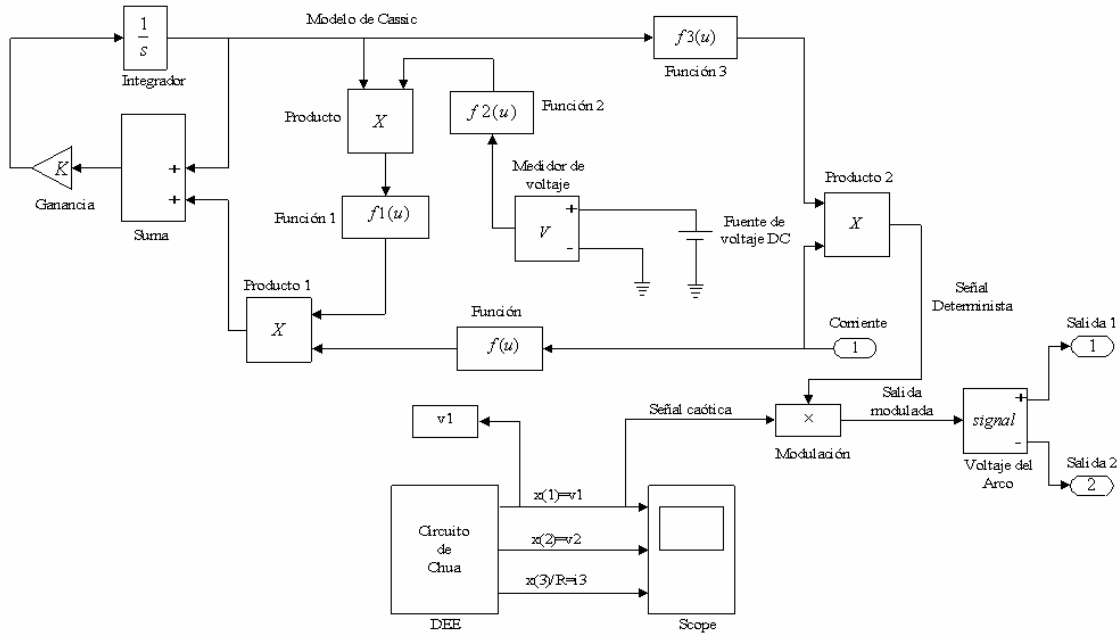 Modelo de Cassic
1
s
Integrador
f3(u)
Función 3
Producto
X
f2(u)
Función 2
K
Ganancia
+
+
Suma
Función 1
f1(u)
Medidor de
voltaje
V
+
-
Fuente de
voltaje DC
Producto 2
X
Producto 1
X
Función
f(u)
Corriente
1
Señal
Determinista
Salida 1
1
v1
Señal caótica
×
Modulación
Salida
modulada
signal
+
-
Voltaje del
Arco
Salida 2
2
Circuito
de
Chua
DEE
x(1)=v1
x(2)=v2
x(3)/R=i3
Scope